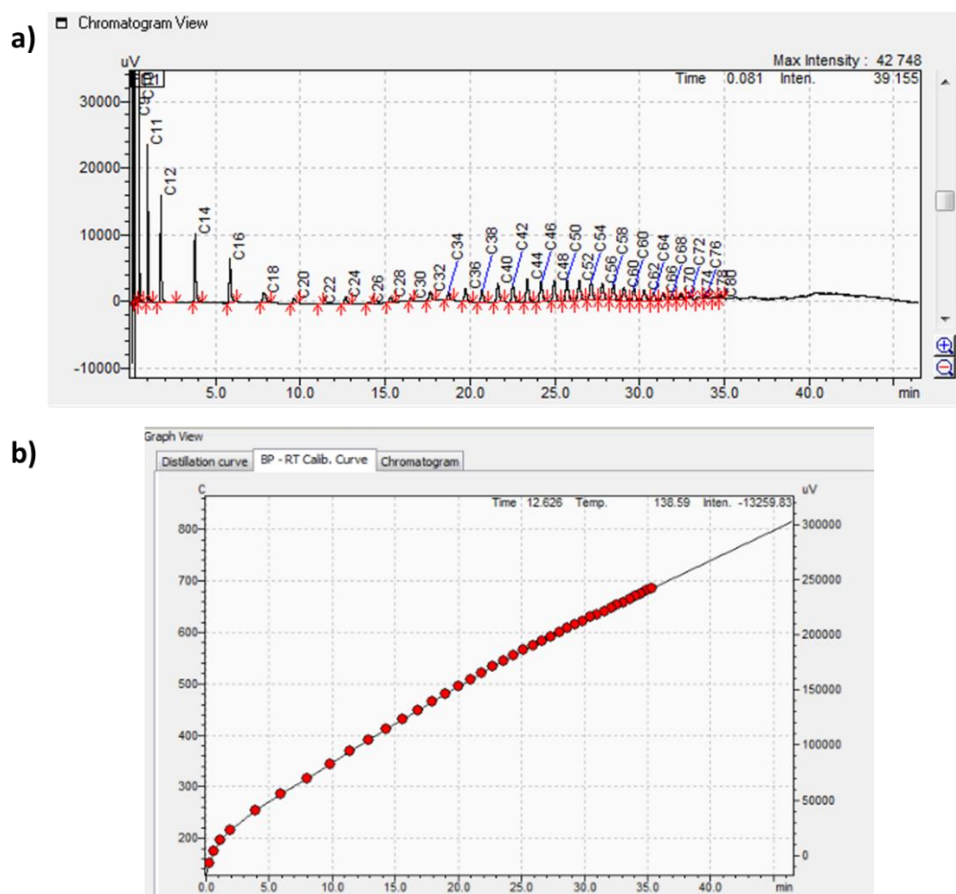 a)
Chromatogram View
uV
Max Intensity : 42 748
Time 0.081 Inten. 39 155
30000
20000
10000
0
-10000
C9
C11
C12
C14
C16
C18
C20
C22
C24
C26
C28
C30
C32
C34
C36
C38
C40
C42
C44
C46
C48
C50
C52
C54
C56
C58
C60
C60
C62
C64
C66
C68
C70
C72
C74
C76
C78
C80
5.0 10.0 15.0 20.0 25.0 30.0 35.0 40.0 min
b)
Graph View
Distillation curve BP - RT Calib. Curve Chromatogram
C
uV
Time 12.626 Temp. 138.59 Inten. -13259.83
800
700
600
500
400
300
200
300000
250000
200000
150000
100000
50000
0
0.0 5.0 10.0 15.0 20.0 25.0 30.0 35.0 40.0 min